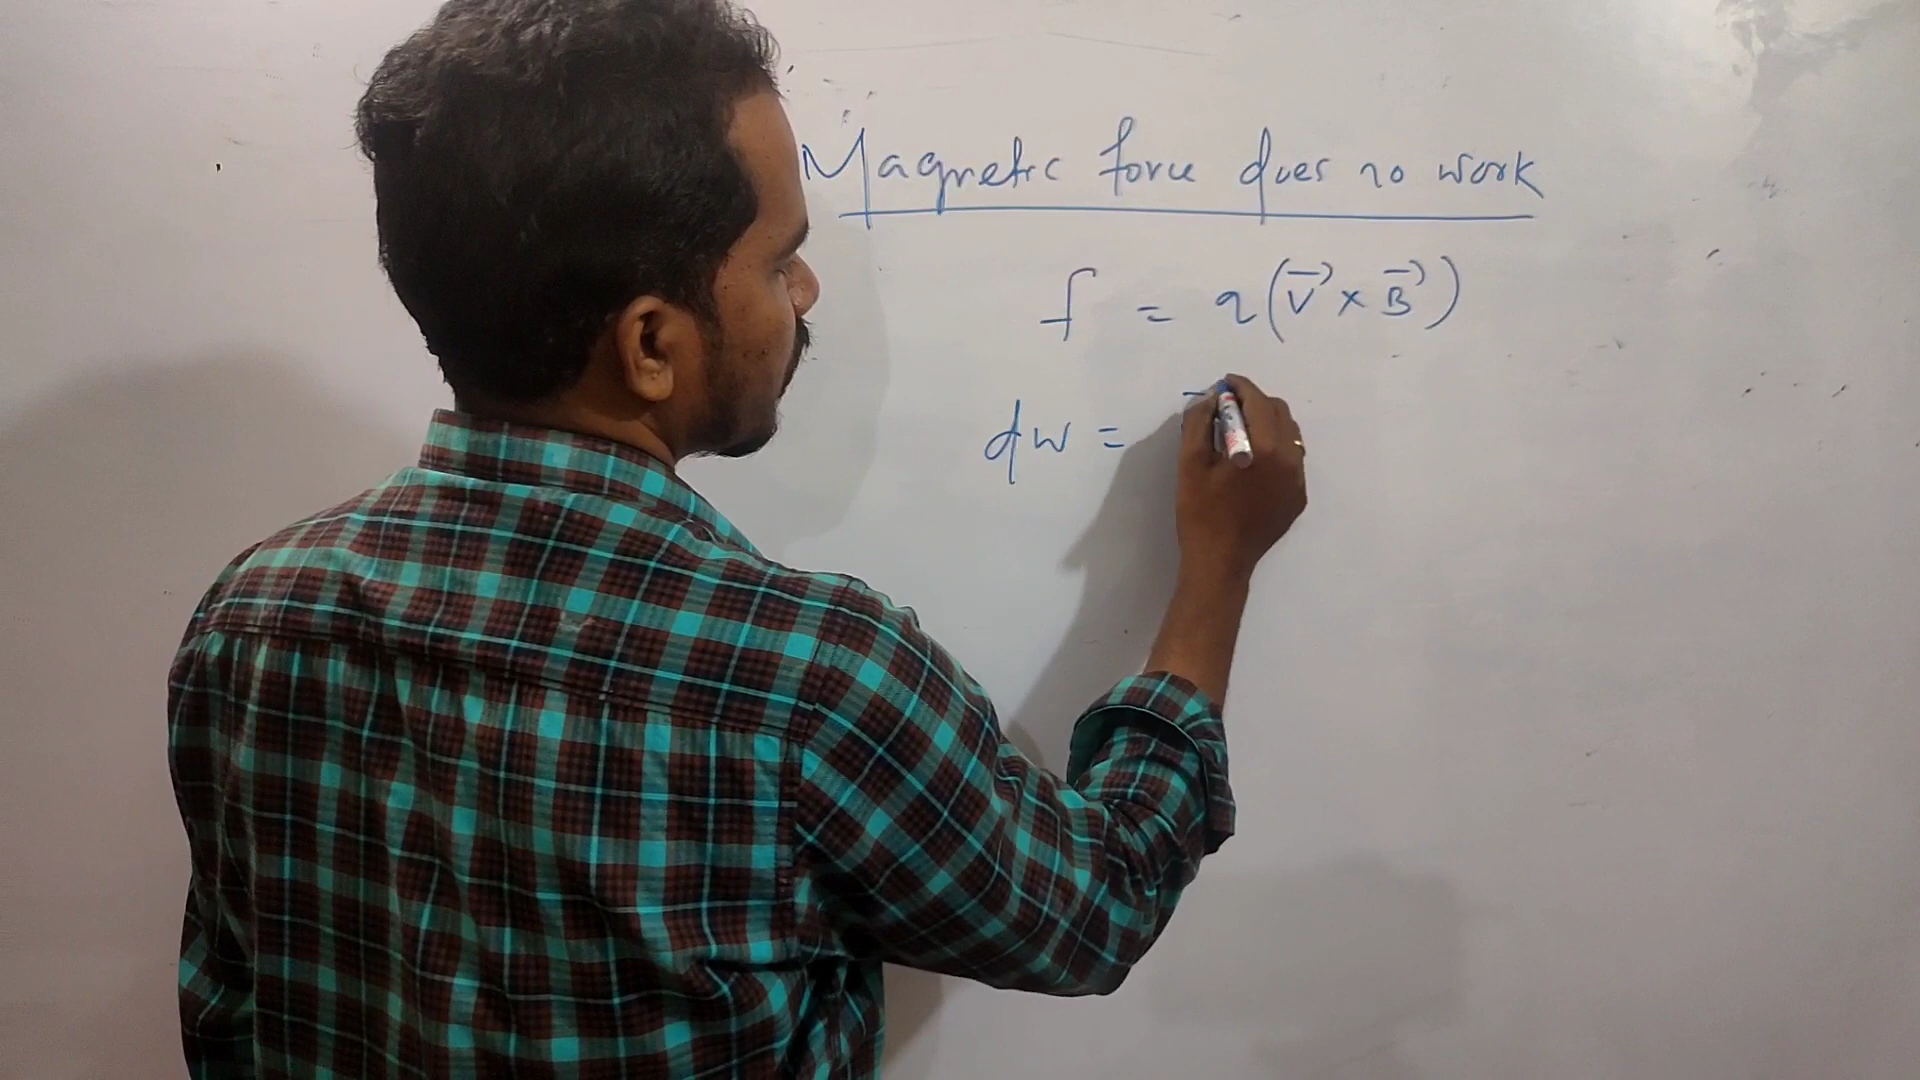 Magnetic force does no work
f = q(v⃗ × B⃗)
dw =